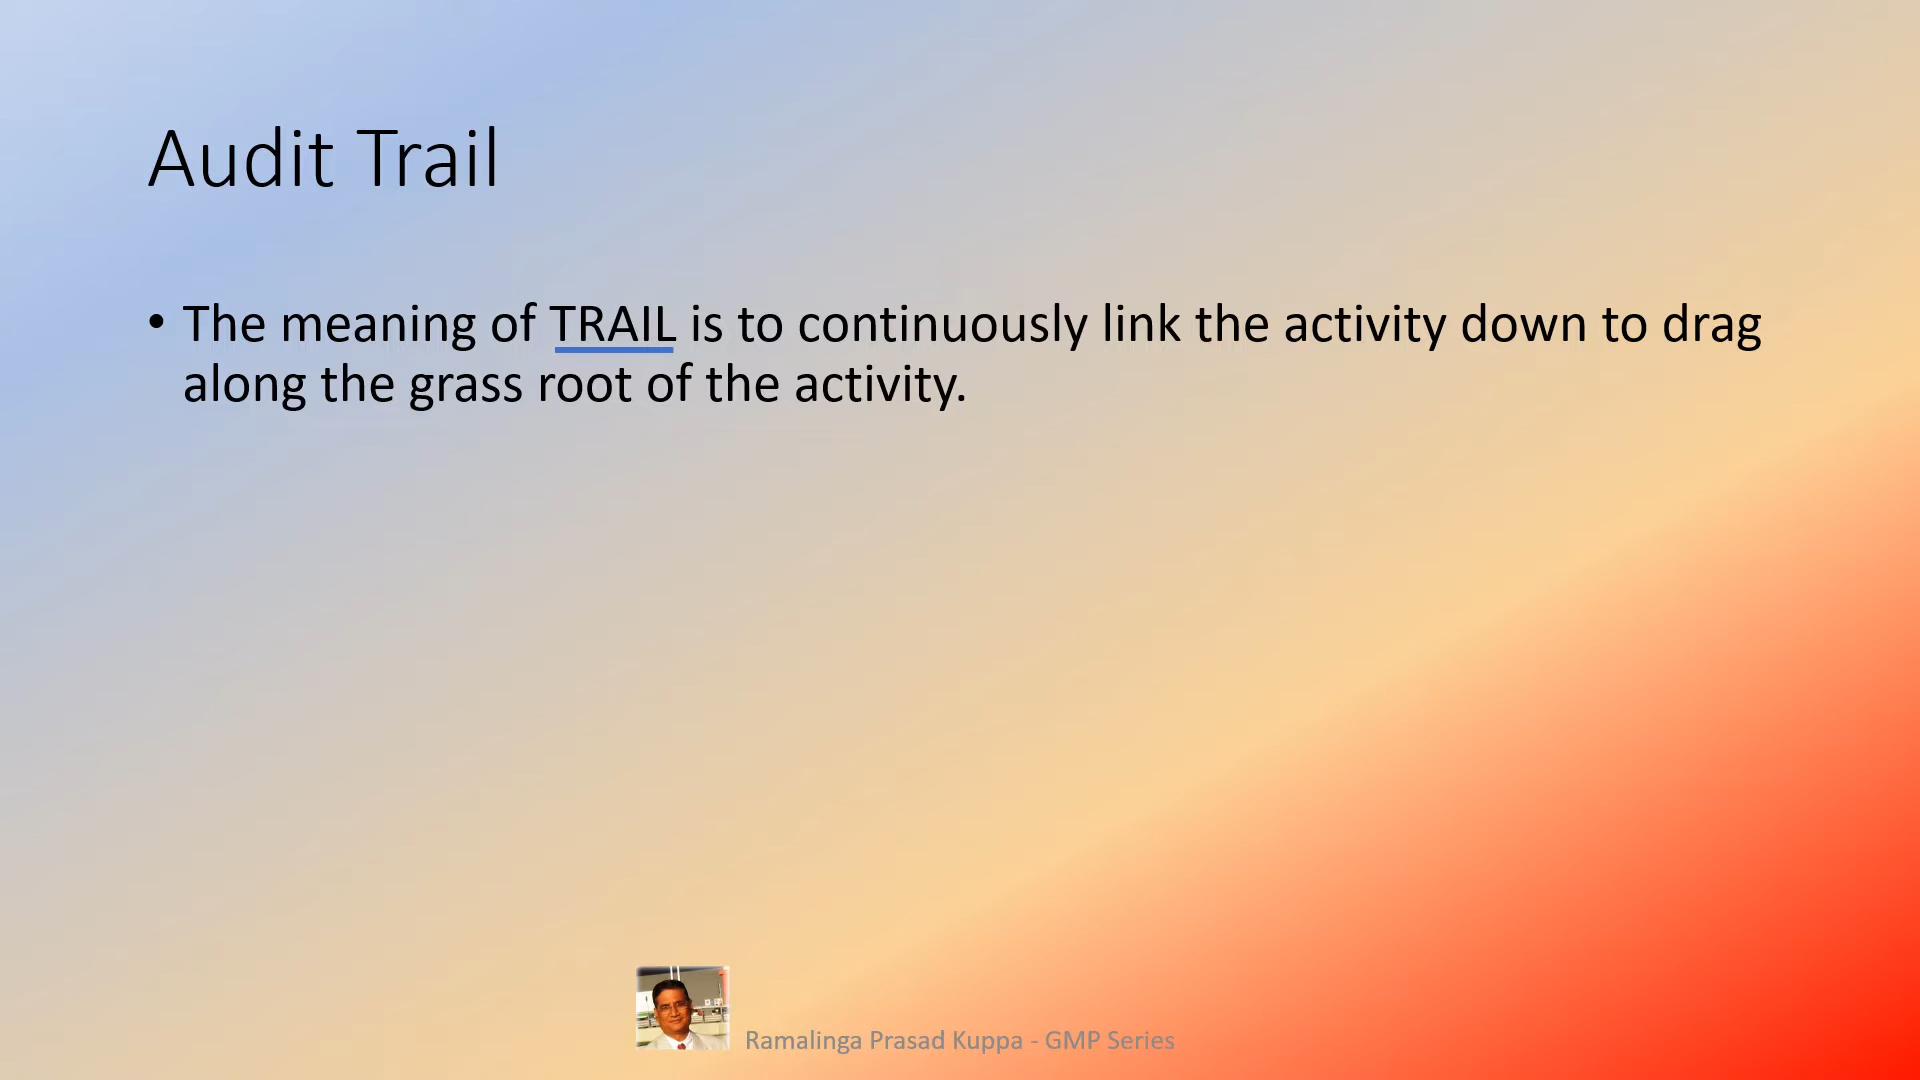 Audit Trail
• The meaning of TRAIL is to continuously link the activity down to drag
along the grass root of the activity.
Ramalinga Prasad Kuppa - GMP Series